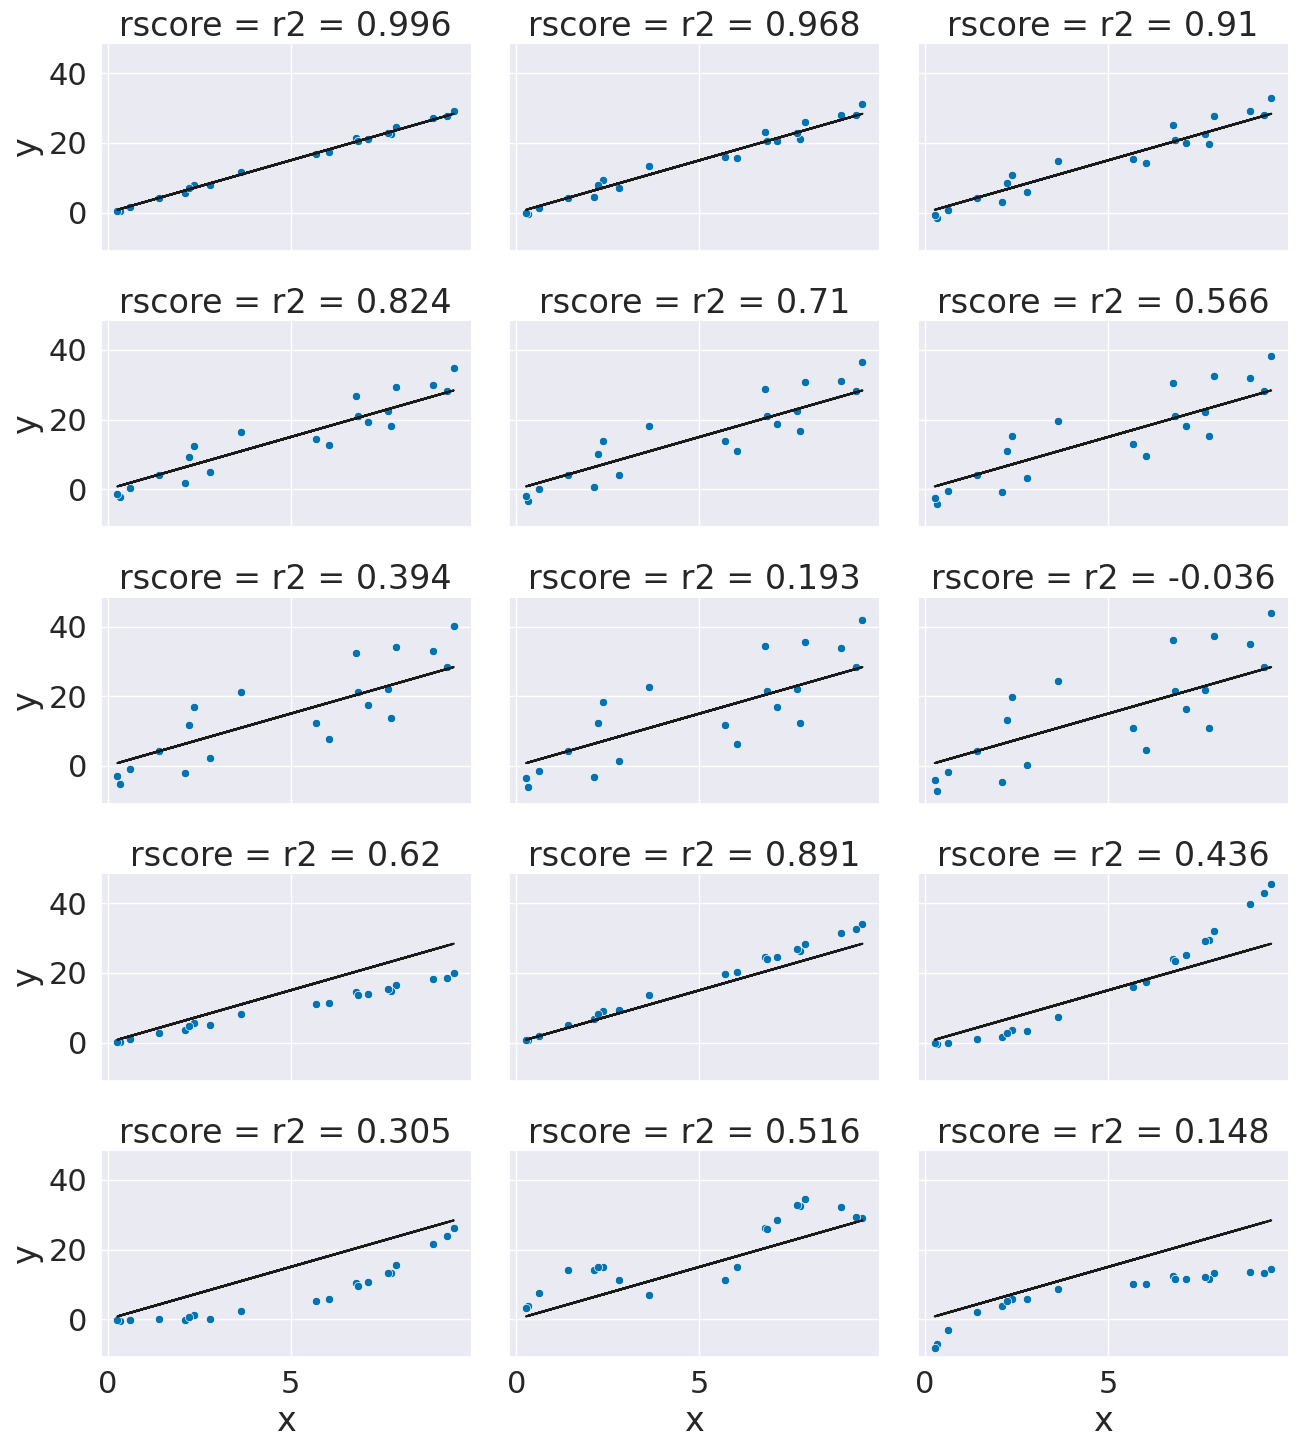 rscore = r2 = 0.996
rscore = r2 = 0.968
rscore = r2 = 0.91
40
20
0
y
rscore = r2 = 0.824
rscore = r2 = 0.71
rscore = r2 = 0.566
40
20
0
y
rscore = r2 = 0.394
rscore = r2 = 0.193
rscore = r2 = -0.036
40
20
0
y
rscore = r2 = 0.62
rscore = r2 = 0.891
rscore = r2 = 0.436
40
20
0
y
rscore = r2 = 0.305
rscore = r2 = 0.516
rscore = r2 = 0.148
40
20
0
y
0 5
0 5
0 5
x
x
x